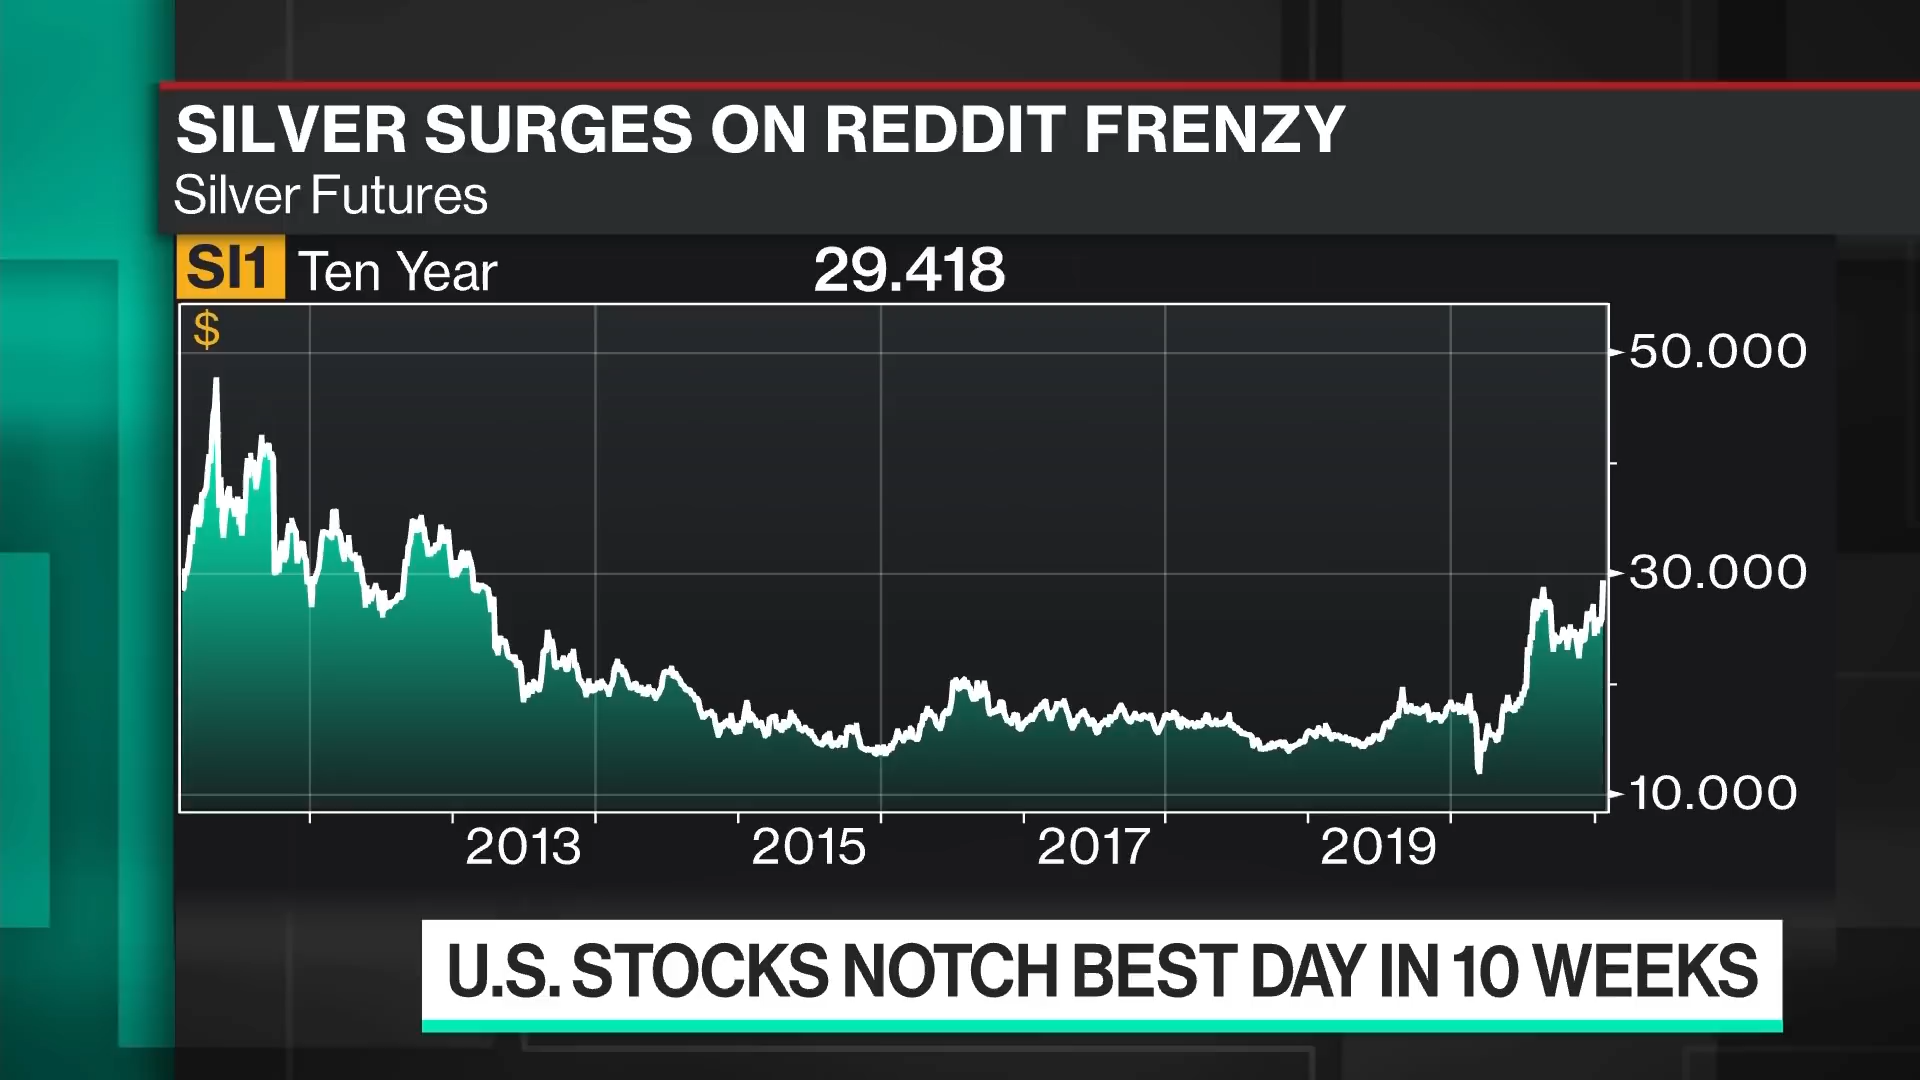 SILVER SURGES ON REDDIT FRENZY
Silver Futures
SI1 Ten Year 29.418
$
50.000
30.000
10.000
2013 2015 2017 2019
U.S. STOCKS NOTCH BEST DAY IN 10 WEEKS